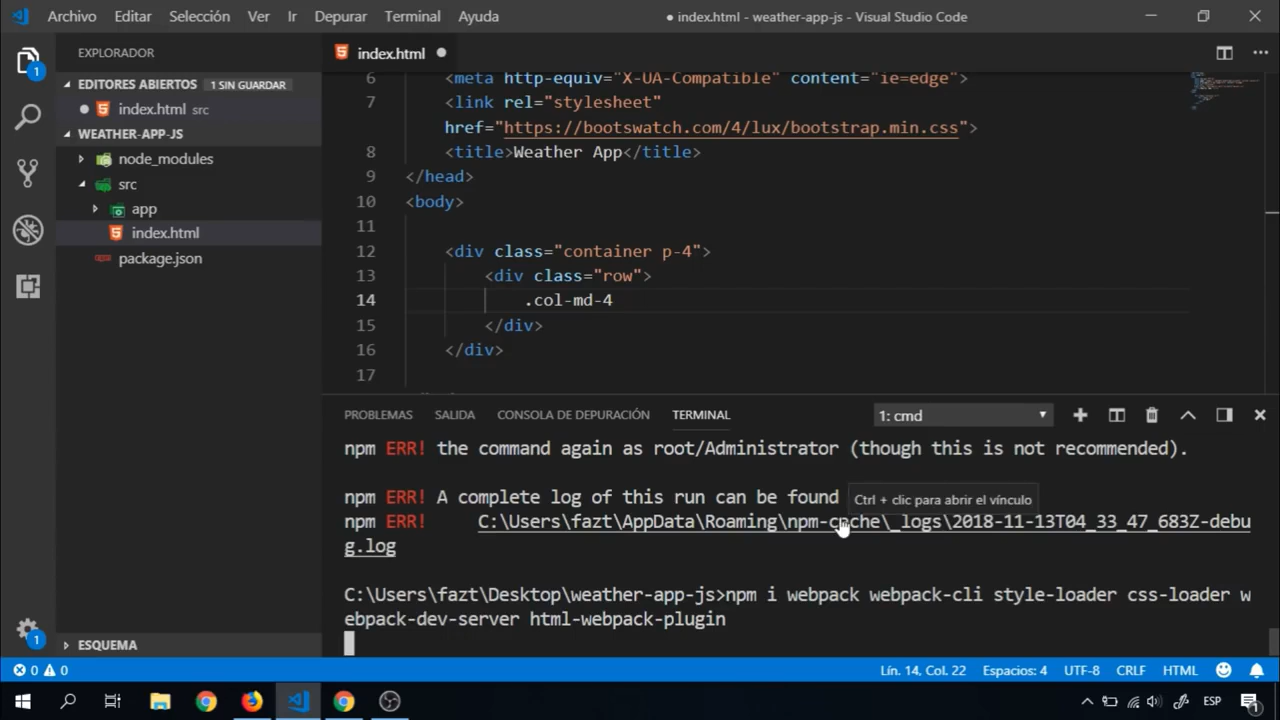 Archivo Editar Selección Ver Ir Depurar Terminal Ayuda ● index.html - weather-app-js - Visual Studio Code
EXPLORADOR
EDITORES ABIERTOS 1 SIN GUARDAR
index.html src
WEATHER-APP-JS
node_modules
src
app
index.html
package.json
ESQUEMA
1
1
index.html
6 <meta http-equiv="X-UA-Compatible" content="ie=edge">
7 <link rel="stylesheet"
href="https://bootswatch.com/4/lux/bootstrap.min.css">
8 <title>Weather App</title>
9 </head>
10 <body>
11
12 <div class="container p-4">
13 <div class="row">
14 .col-md-4
15 </div>
16 </div>
17
PROBLEMAS SALIDA CONSOLA DE DEPURACIÓN TERMINAL 1: cmd
npm ERR! the command again as root/Administrator (though this is not recommended).
npm ERR! A complete log of this run can be found
Ctrl + clic para abrir el vínculo
npm ERR! C:\Users\fazt\AppData\Roaming\npm-cache\_logs\2018-11-13T04_33_47_683Z-debu
g.log
C:\Users\fazt\Desktop\weather-app-js>npm i webpack webpack-cli style-loader css-loader w
ebpack-dev-server html-webpack-plugin
0 0 Lín. 14, Col. 22 Espacios: 4 UTF-8 CRLF HTML
ESP 1